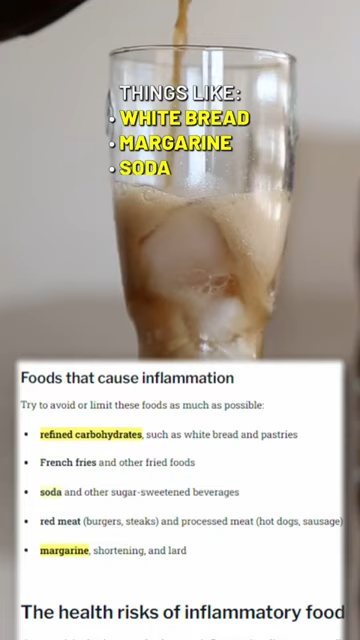 THINGS LIKE:
• WHITE BREAD
• MARGARINE
• SODA
Foods that cause inflammation
Try to avoid or limit these foods as much as possible:
• refined carbohydrates, such as white bread and pastries
• French fries and other fried foods
• soda and other sugar-sweetened beverages
• red meat (burgers, steaks) and processed meat (hot dogs, sausage)
• margarine, shortening, and lard
The health risks of inflammatory food